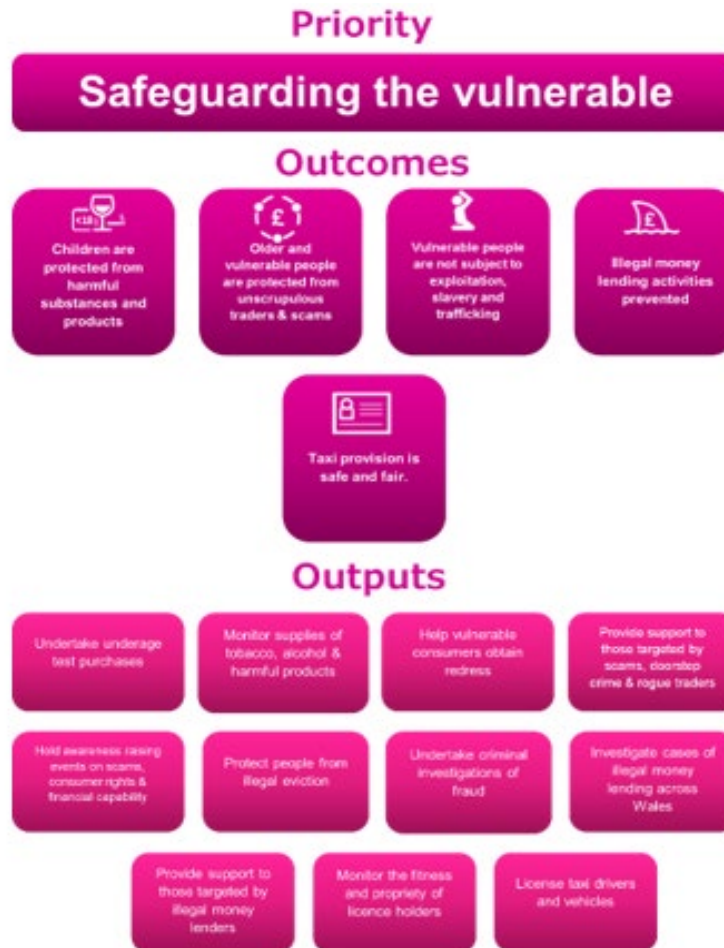 Priority
Safeguarding the vulnerable
Outcomes
<18
Children are
protected from
harmful
substances and
products
£
Older and
vulnerable people
are protected from
unscrupulous
traders & scams
Vulnerable people
are not subject to
exploitation,
slavery and
trafficking
£
Illegal money
lending activities
prevented
Taxi provision is
safe and fair.
Outputs
Undertake underage
test purchases
Monitor supplies of
tobacco, alcohol &
harmful products
Help vulnerable
consumers obtain
redress
Provide support to
those targeted by
scams, doorstep
crime & rogue traders
Hold awareness raising
events on scams,
consumer rights &
financial capability
Protect people from
illegal eviction
Undertake criminal
investigations of
fraud
Investigate cases of
illegal money
lending across
Wales
Provide support to
those targeted by
illegal money
lenders
Monitor the fitness
and propriety of
licence holders
License taxi drivers
and vehicles